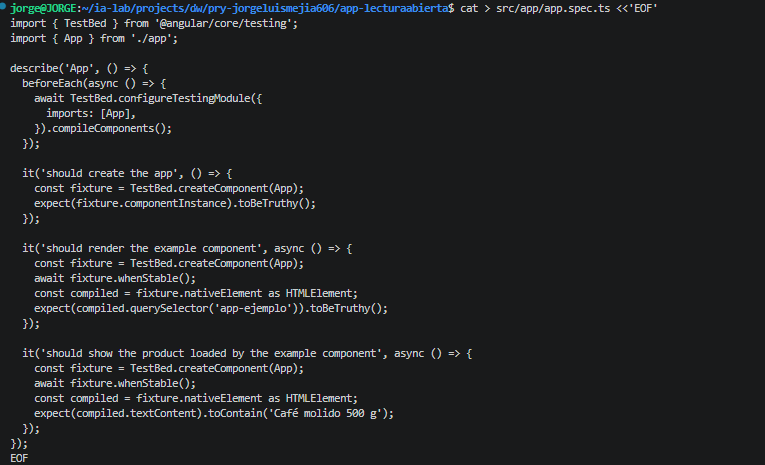 jorge@JORGE:~/ia-lab/projects/dw/pry-jorgeluismejia606/app-lecturaabierta$ cat > src/app/app.spec.ts <<'EOF'
import { TestBed } from '@angular/core/testing';
import { App } from './app';

describe('App', () => {
  beforeEach(async () => {
    await TestBed.configureTestingModule({
      imports: [App],
    }).compileComponents();
  });

  it('should create the app', () => {
    const fixture = TestBed.createComponent(App);
    expect(fixture.componentInstance).toBeTruthy();
  });

  it('should render the example component', async () => {
    const fixture = TestBed.createComponent(App);
    await fixture.whenStable();
    const compiled = fixture.nativeElement as HTMLElement;
    expect(compiled.querySelector('app-ejemplo')).toBeTruthy();
  });

  it('should show the product loaded by the example component', async () => {
    const fixture = TestBed.createComponent(App);
    await fixture.whenStable();
    const compiled = fixture.nativeElement as HTMLElement;
    expect(compiled.textContent).toContain('Café molido 500 g');
  });
});
EOF